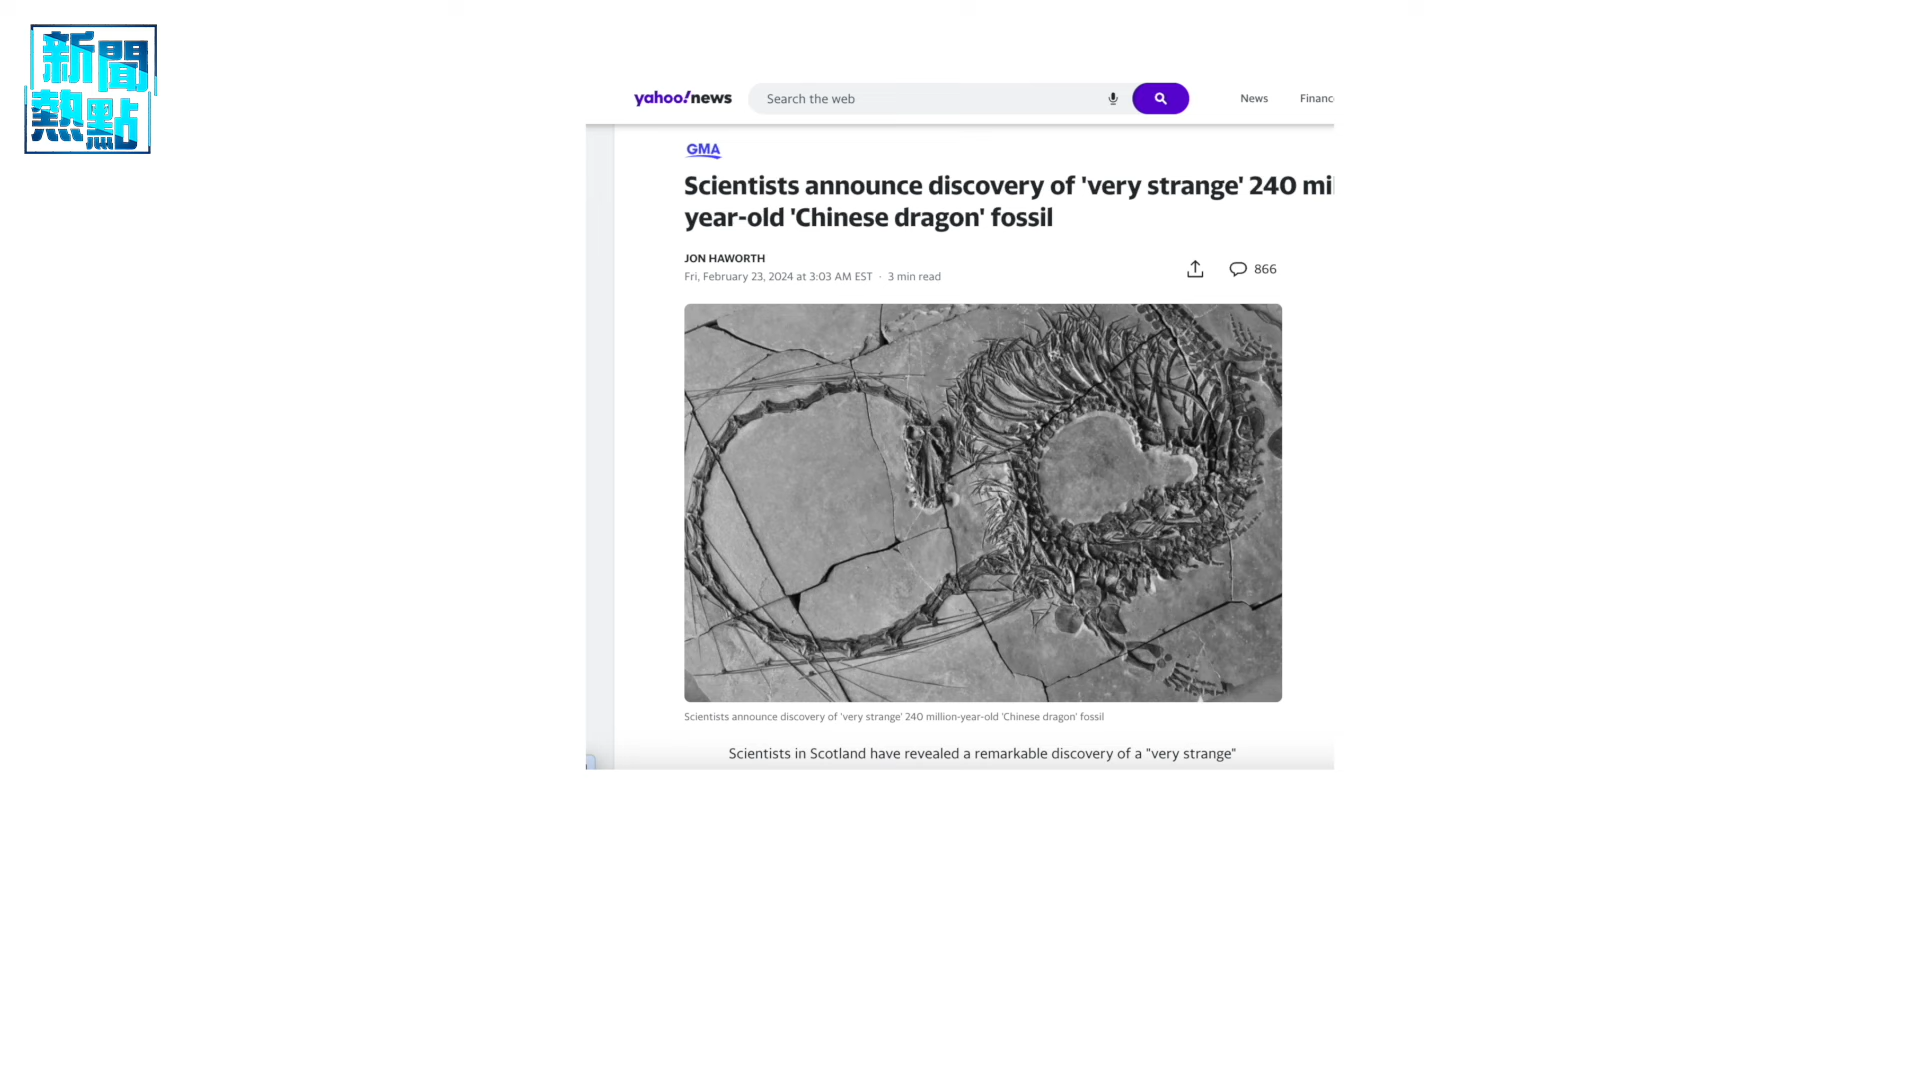 新聞
熱點
yahoo!news
Search the web
News
Financ
GMA
Scientists announce discovery of 'very strange' 240 mi
year-old 'Chinese dragon' fossil
JON HAWORTH
Fri, February 23, 2024 at 3:03 AM EST · 3 min read
866
Scientists announce discovery of 'very strange' 240 million-year-old 'Chinese dragon' fossil
Scientists in Scotland have revealed a remarkable discovery of a "very strange"